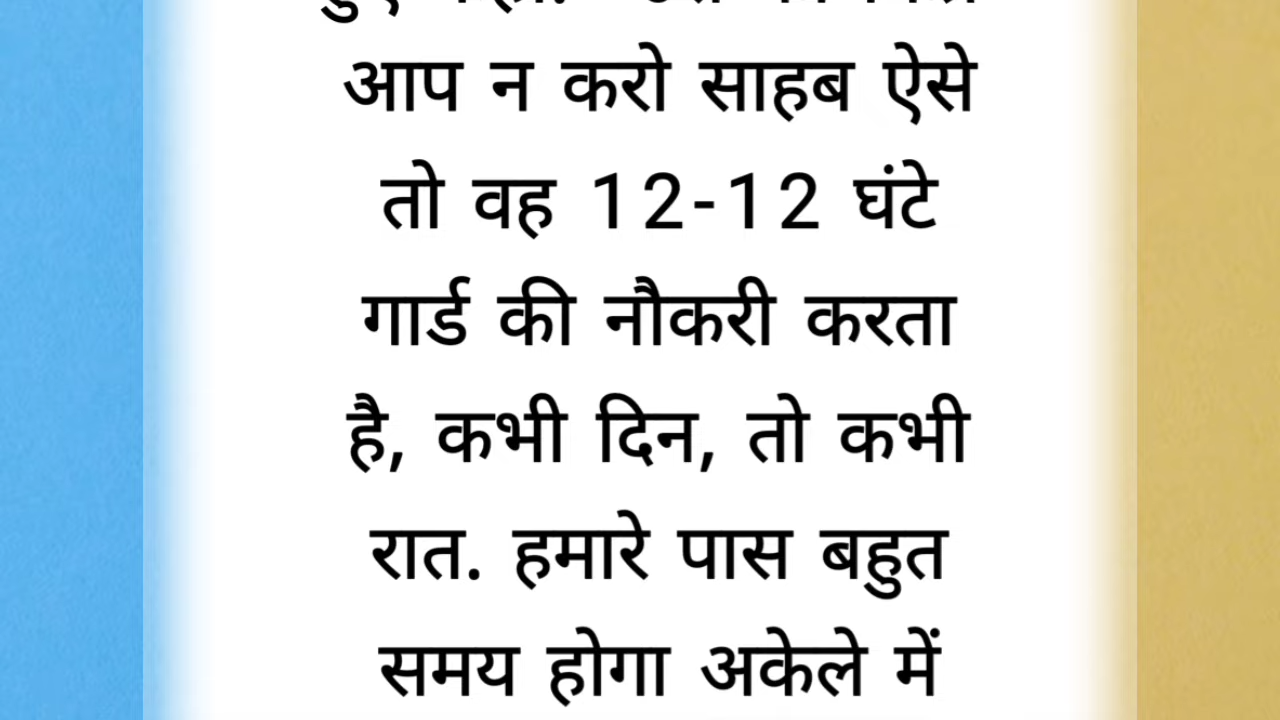 आप न करो साहब ऐसे
तो वह 12-12 घंटे
गार्ड की नौकरी करता
है, कभी दिन, तो कभी
रात. हमारे पास बहुत
समय होगा अकेले में